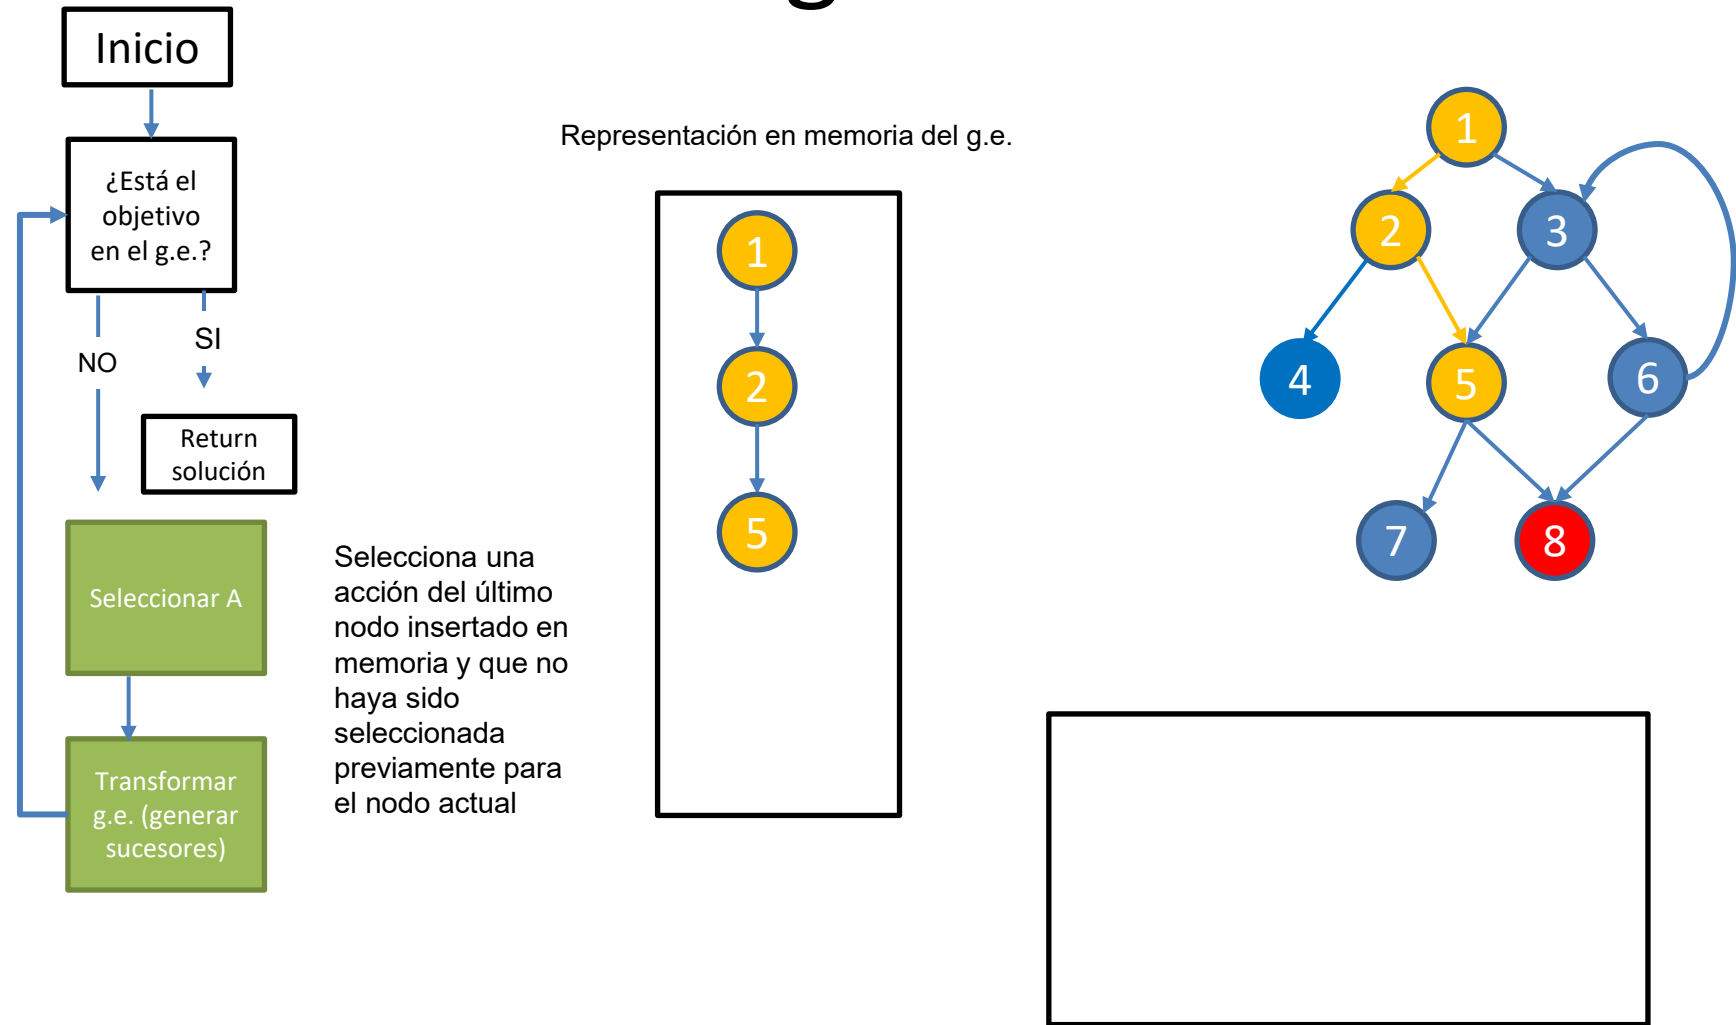 Inicio
¿Está el
objetivo
en el g.e.?
SI
NO
Return
solución
Seleccionar A
Transformar
g.e. (generar
sucesores)
Selecciona una
acción del último
nodo insertado en
memoria y que no
haya sido
seleccionada
previamente para
el nodo actual
Representación en memoria del g.e.
1
2
5
1
2
3
4
5
6
7
8